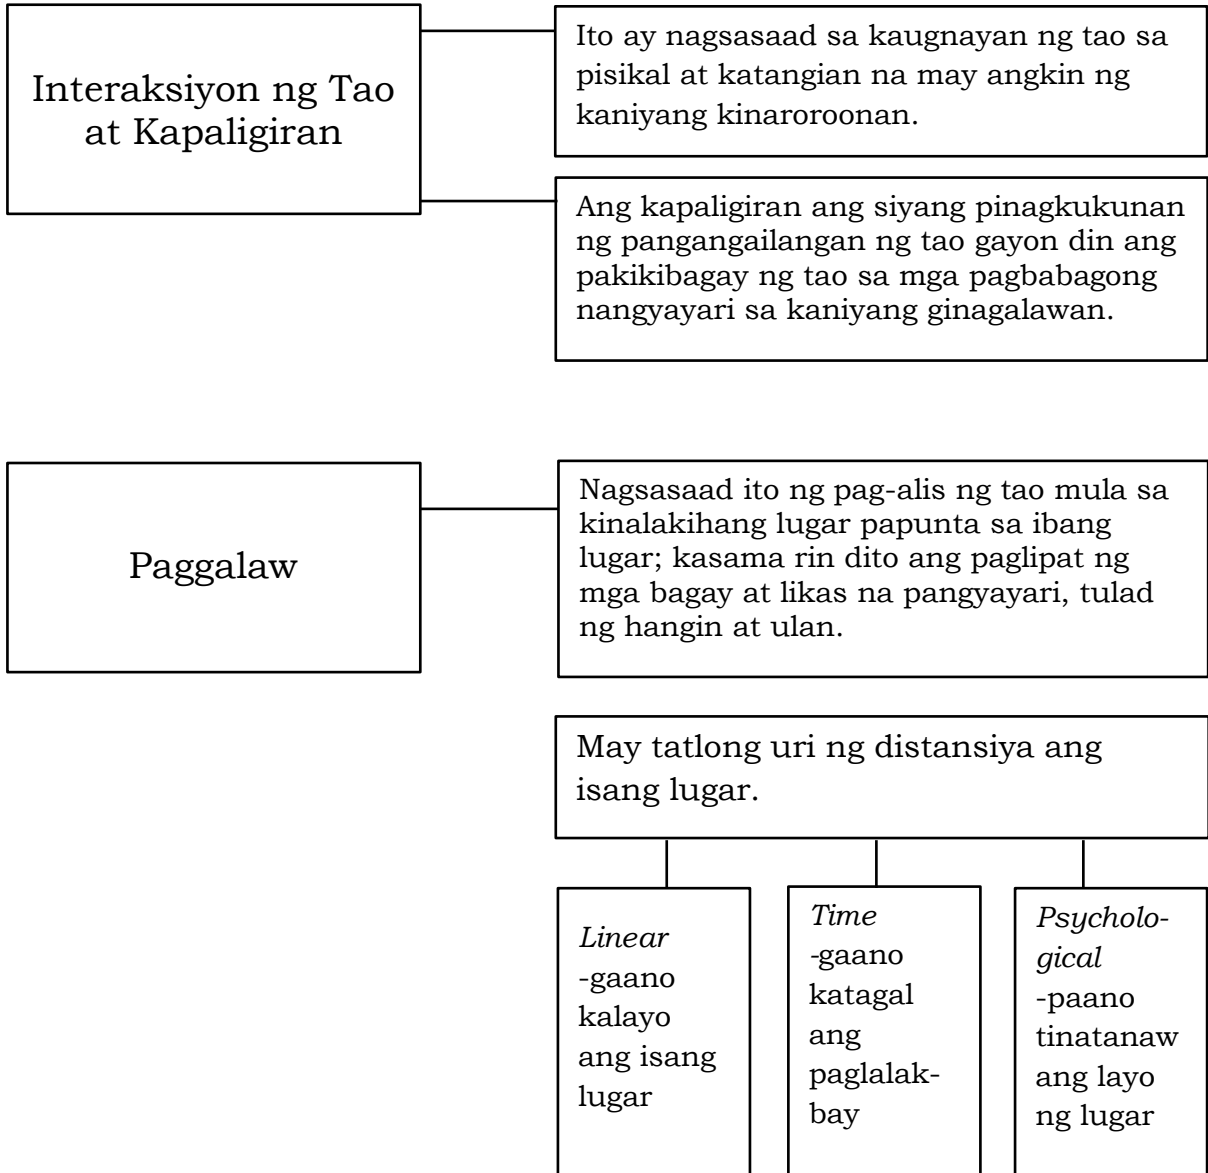 Interaksiyon ng Tao
at Kapaligiran
Ito ay nagsasaad sa kaugnayan ng tao sa
pisikal at katangian na may angkin ng
kaniyang kinaroroonan.
Ang kapaligiran ang siyang pinagkukunan
ng pangangailangan ng tao gayon din ang
pakikibagay ng tao sa mga pagbabagong
nangyayari sa kaniyang ginagalawan.
Paggalaw
Nagsasaad ito ng pag-alis ng tao mula sa
kinalakihang lugar papunta sa ibang
lugar; kasama rin dito ang paglipat ng
mga bagay at likas na pangyayari, tulad
ng hangin at ulan.
May tatlong uri ng distansiya ang
isang lugar.
Linear
-gaano
kalayo
ang isang
lugar
Time
-gaano
katagal
ang
paglalak-
bay
Psycholo-
gical
-paano
tinatanaw
ang layo
ng lugar